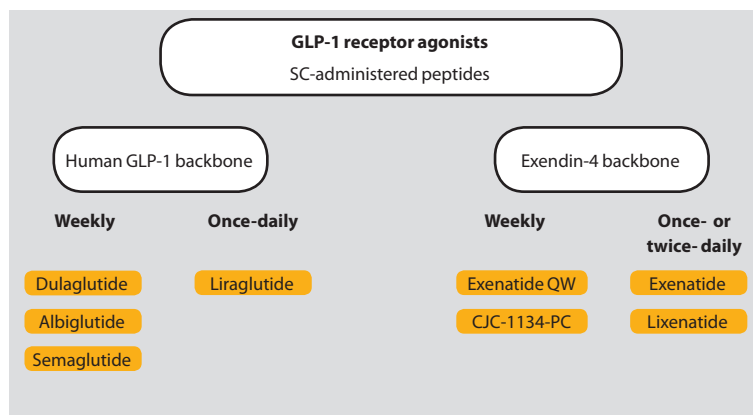 GLP-1 receptor agonists
SC-administered peptides
Human GLP-1 backbone
Exendin-4 backbone
Weekly
Once-daily
Weekly
Once- or
twice- daily
Dulaglutide
Liraglutide
Exenatide QW
Exenatide
Albiglutide
CJC-1134-PC
Lixenatide
Semaglutide